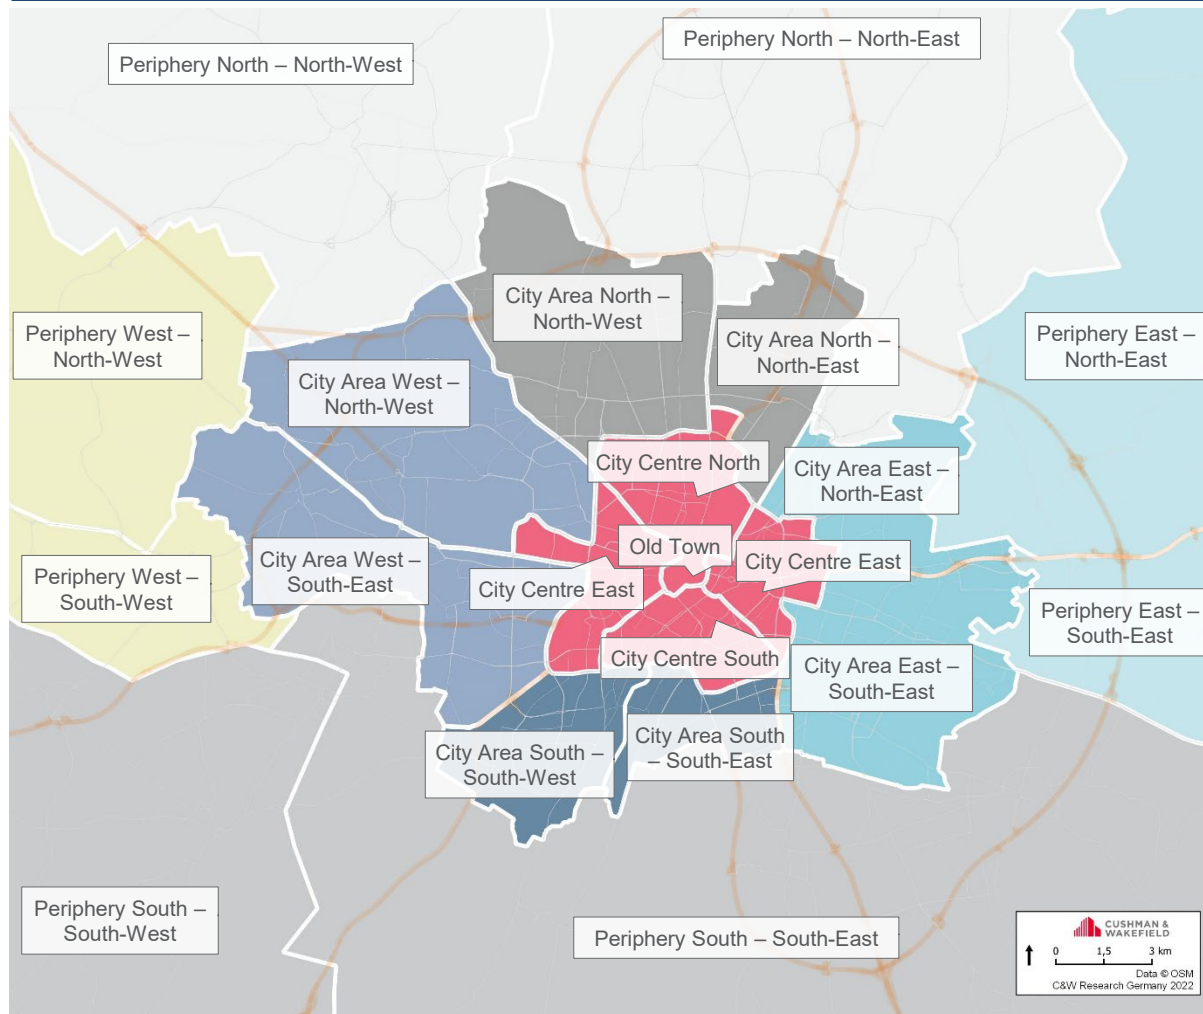 Periphery North – North-East
Periphery North – North-West
City Area North –
North-West
Periphery West –
North-West
City Area North –
North-East
Periphery East –
North-East
City Area West –
North-West
City Centre North
City Area East –
North-East
Old Town
City Centre East
City Area West –
South-East
Periphery West –
South-West
City Centre East
Periphery East –
South-East
City Centre South
City Area East –
South-East
City Area South –
South-West
City Area South
– South-East
Periphery South –
South-West
Periphery South – South-East
CUSHMAN &
WAKEFIELD
0 1,5 3 km
Data © OSM
C&W Research Germany 2022